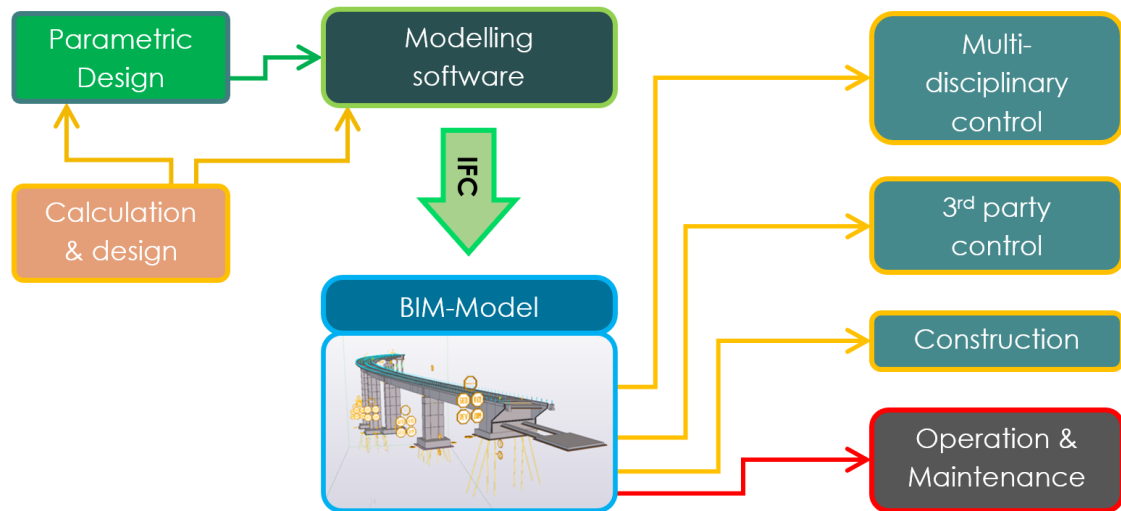 Parametric
Design
Modelling
software
Multi-
disciplinary
control
IFC
Calculation
& design
3rd party
control
BIM-Model
Construction
Operation &
Maintenance